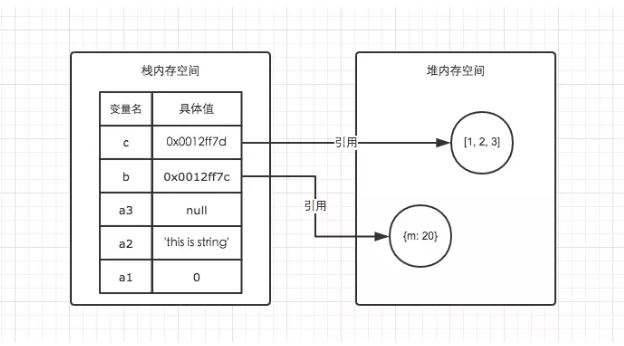 栈内存空间
变量名 具体值
c 0x0012ff7d
b 0x0012ff7c
a3 null
a2 'this is string'
a1 0
引用
引用
堆内存空间
[1, 2, 3]
{m: 20}